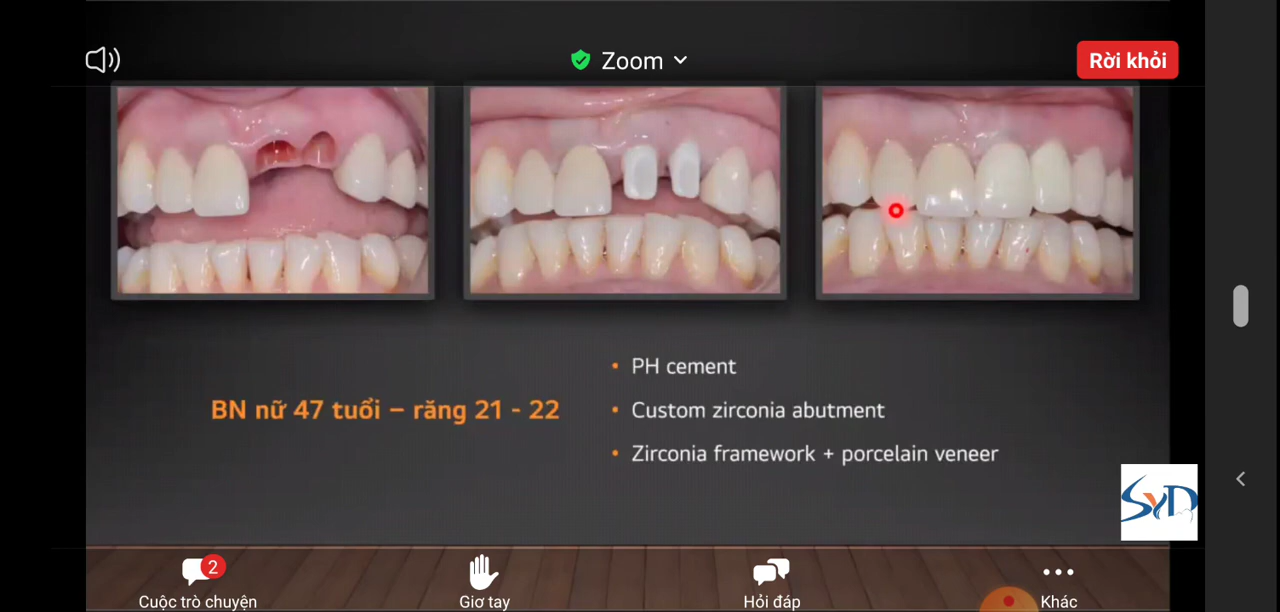 Zoom
Rời khỏi
BN nữ 47 tuổi – răng 21 - 22
• PH cement
• Custom zirconia abutment
• Zirconia framework + porcelain veneer
SYD
2
Cuộc trò chuyện
Giơ tay
Hỏi đáp
Khác